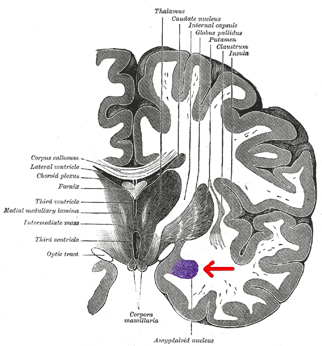 Thalamus
Caudate nucleus
Internal capsule
Globus pallidus
Putamen
Claustrum
Insula
Corpus callosum
Lateral ventricle
Choroid plexus
Fornix
Third ventricle
Medial medullary lamina
Intermediate mass
Third ventricle
Optic tract
Corpora
mamillaria
Amygdaloid nucleus